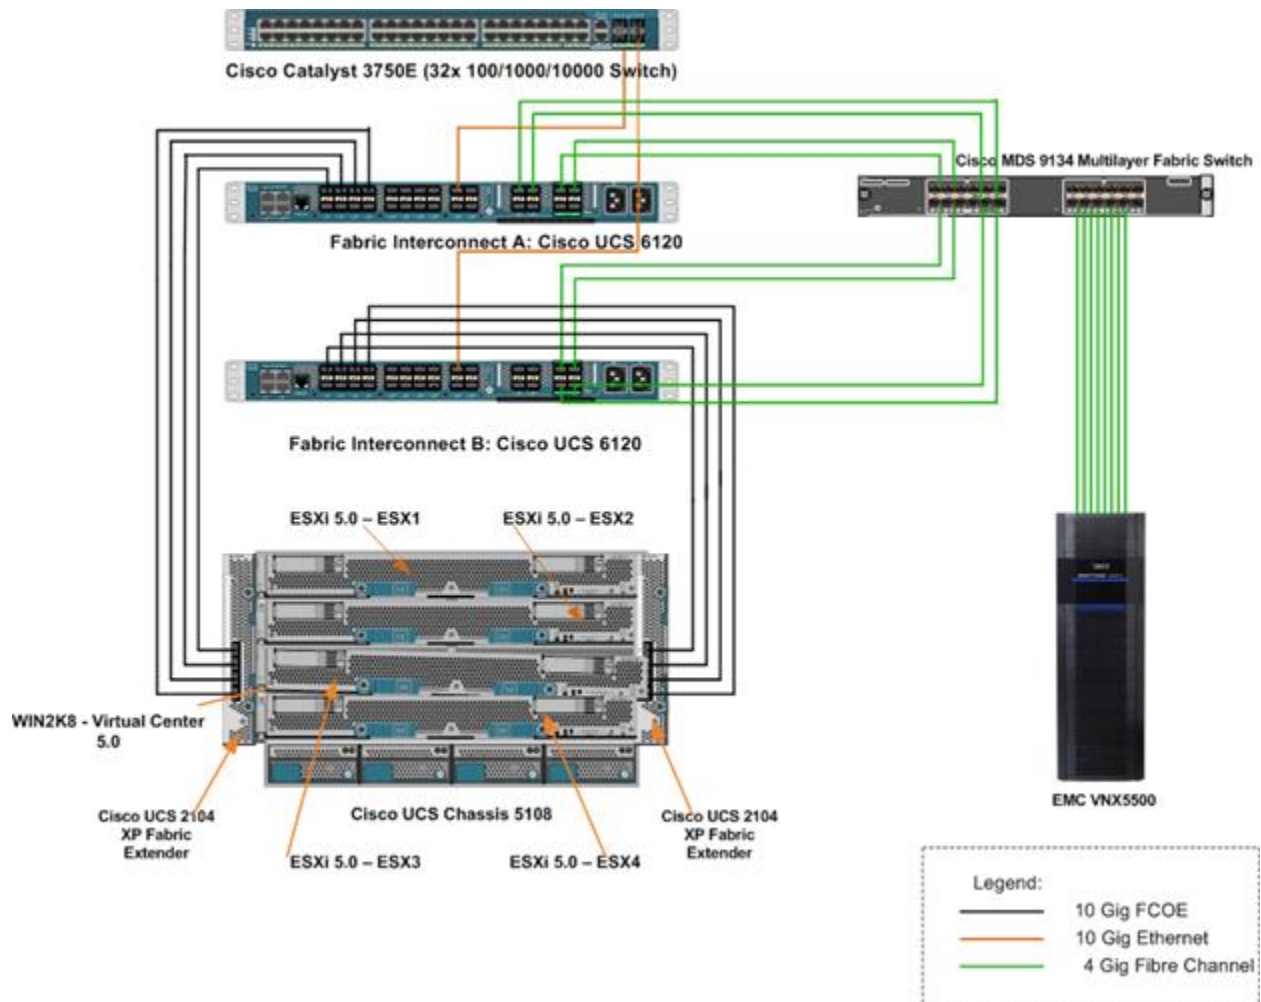 Cisco Catalyst 3750E (32x 100/1000/10000 Switch)
Cisco MDS 9134 Multilayer Fabric Switch
Fabric Interconnect A: Cisco UCS 6120
Fabric Interconnect B: Cisco UCS 6120
ESXi 5.0 – ESX1
ESXi 5.0 – ESX2
WIN2K8 - Virtual Center
5.0
Cisco UCS 2104
XP Fabric
Extender
Cisco UCS Chassis 5108
Cisco UCS 2104
XP Fabric
Extender
ESXi 5.0 – ESX3
ESXi 5.0 – ESX4
EMC VNX5500
Legend:
10 Gig FCOE
10 Gig Ethernet
4 Gig Fibre Channel